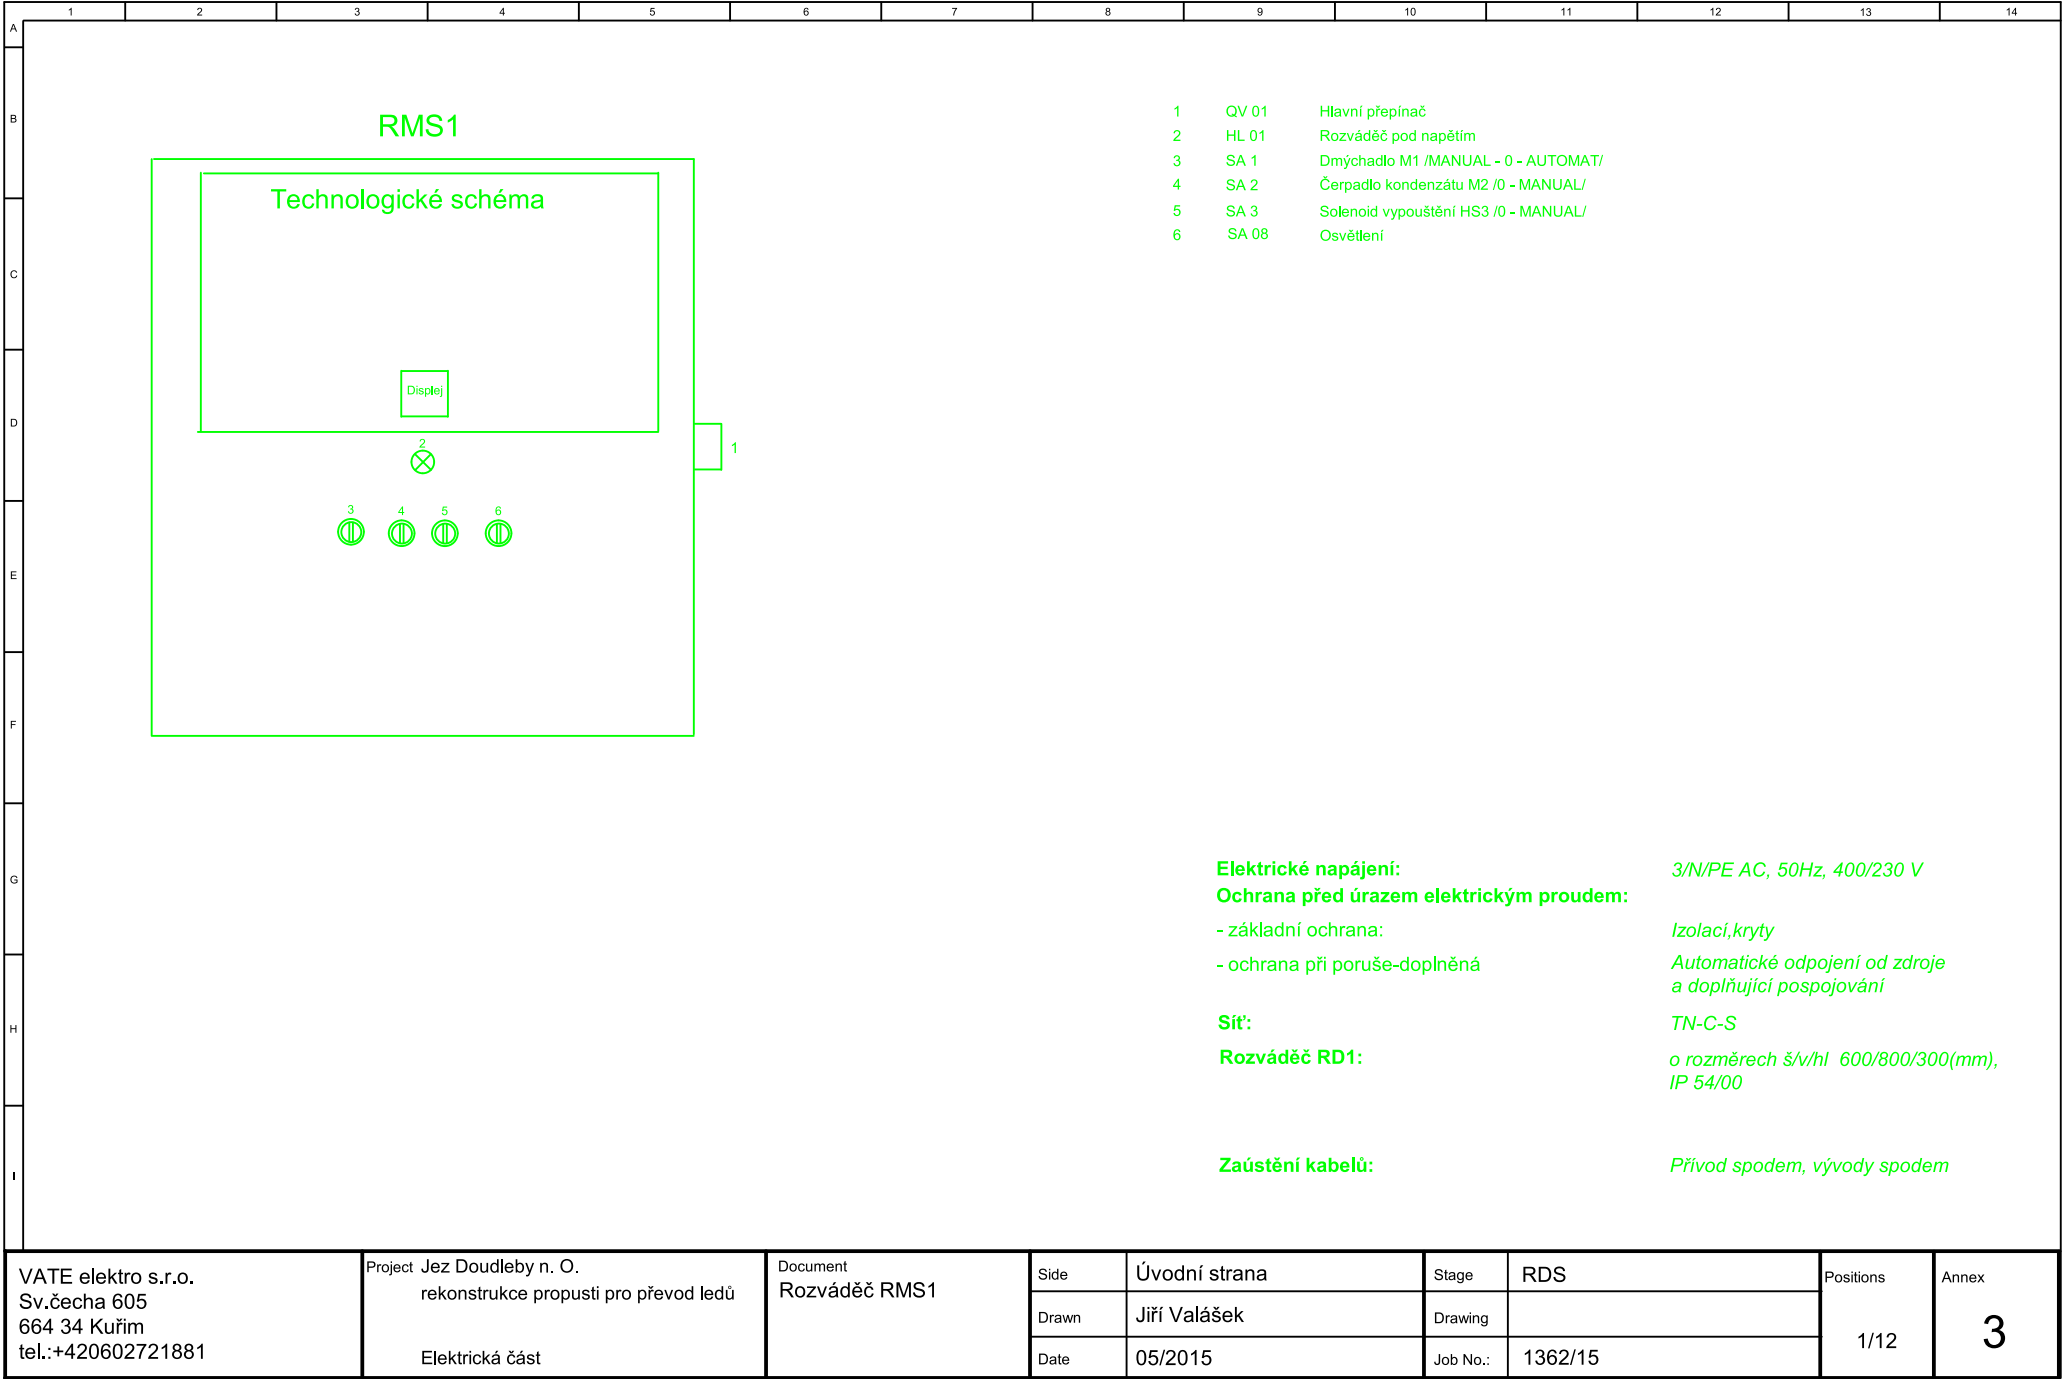 1 2 3 4 5 6 7 8 9 10 11 12 13 14
A
B
C
D
E
F
G
H
I
RMS1
Technologické schéma
Displej
2
1
3 4 5 6
1 QV 01 Hlavní přepínač
2 HL 01 Rozváděč pod napětím
3 SA 1 Dmýchadlo M1 /MANUAL - 0 - AUTOMAT/
4 SA 2 Čerpadlo kondenzátu M2 /0 - MANUAL/
5 SA 3 Solenoid vypouštění HS3 /0 - MANUAL/
6 SA 08 Osvětlení
Elektrické napájení: 3/N/PE AC, 50Hz, 400/230 V
Ochrana před úrazem elektrickým proudem:
- základní ochrana: Izolací,kryty
- ochrana při poruše-doplněná Automatické odpojení od zdroje
a doplňující pospojování
Síť: TN-C-S
Rozváděč RD1: o rozměrech š/v/hl 600/800/300(mm),
IP 54/00
Zaústění kabelů: Přívod spodem, vývody spodem
VATE elektro s.r.o.
Sv.čecha 605
664 34 Kuřim
tel.:+420602721881
Project Jez Doudleby n. O.
rekonstrukce propusti pro převod ledů
Elektrická část
Document
Rozváděč RMS1
Side Úvodní strana
Drawn Jiří Valášek
Date 05/2015
Stage RDS
Drawing
Job No.: 1362/15
Positions
1/12
Annex
3